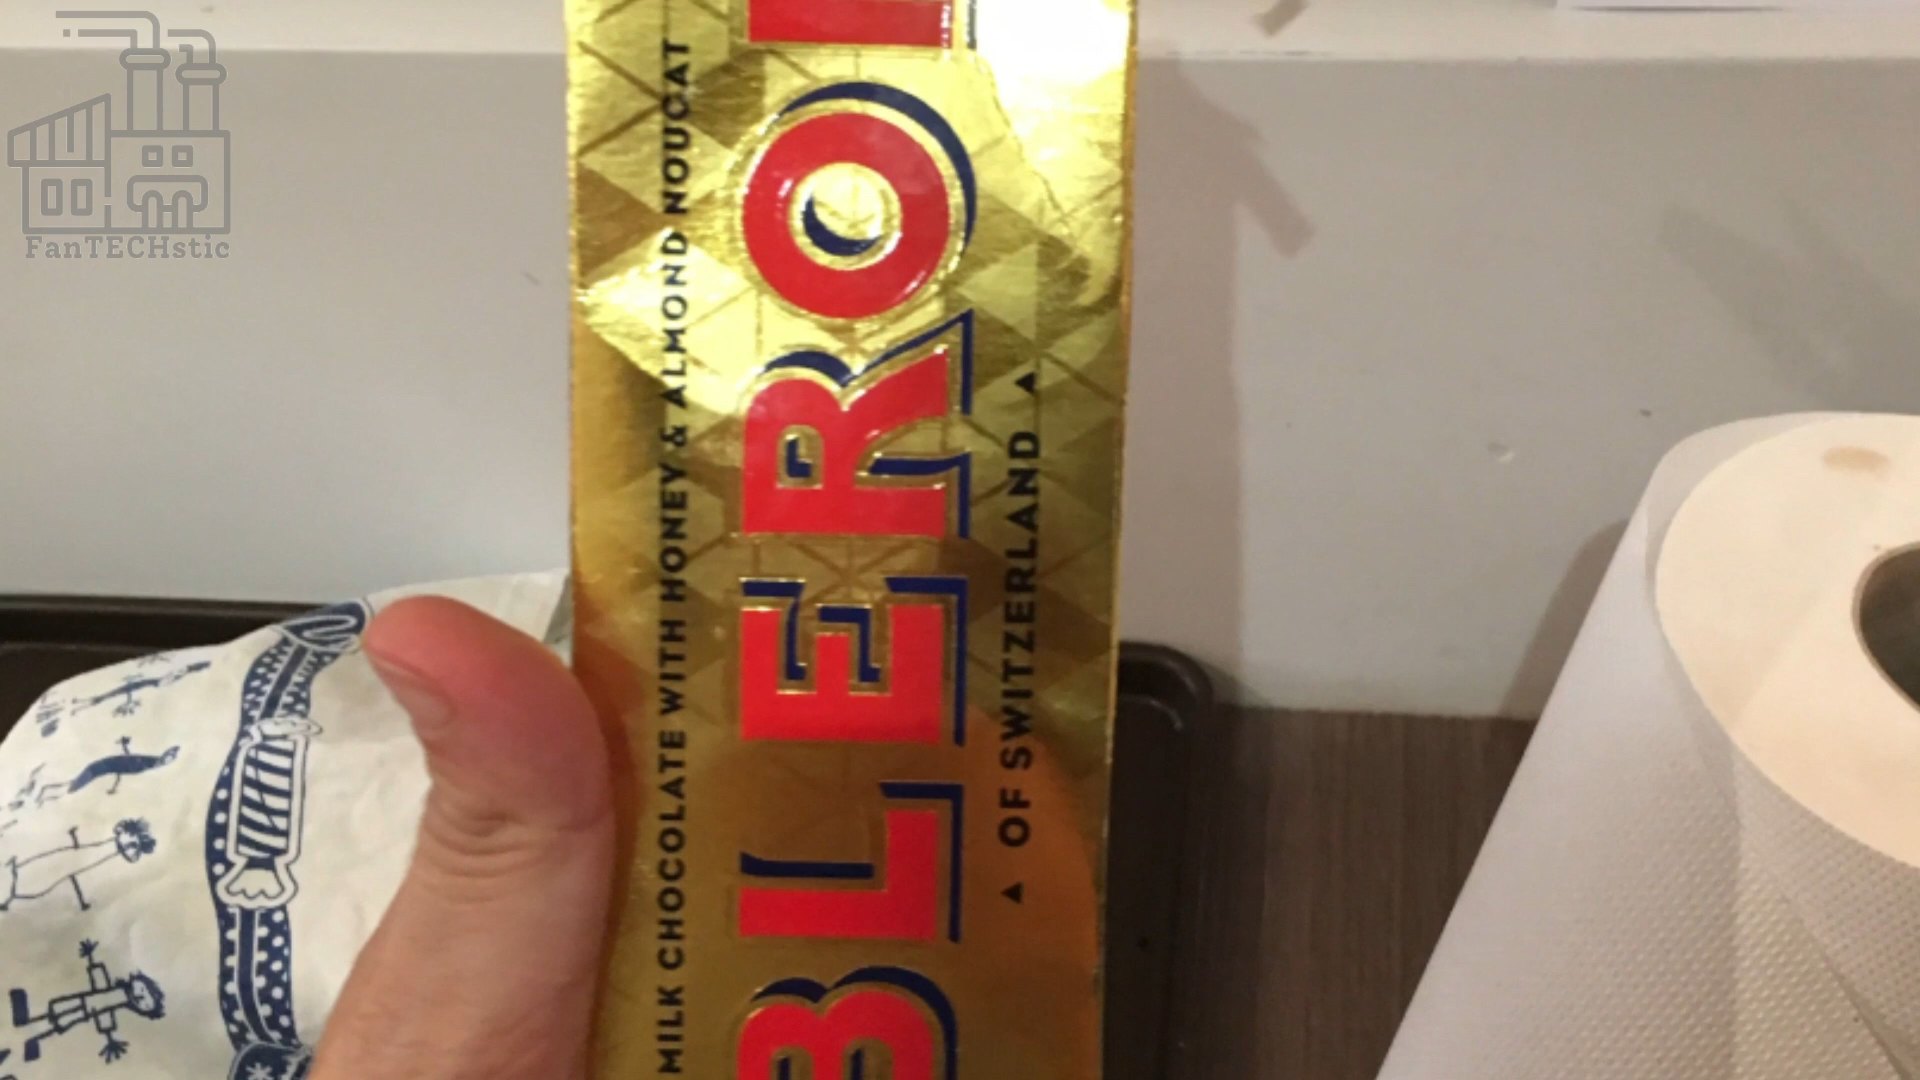 FanTECHstic
MILK CHOCOLATE WITH HONEY & ALMOND NOUGAT
BLERO
▲ OF SWITZERLAND ▲